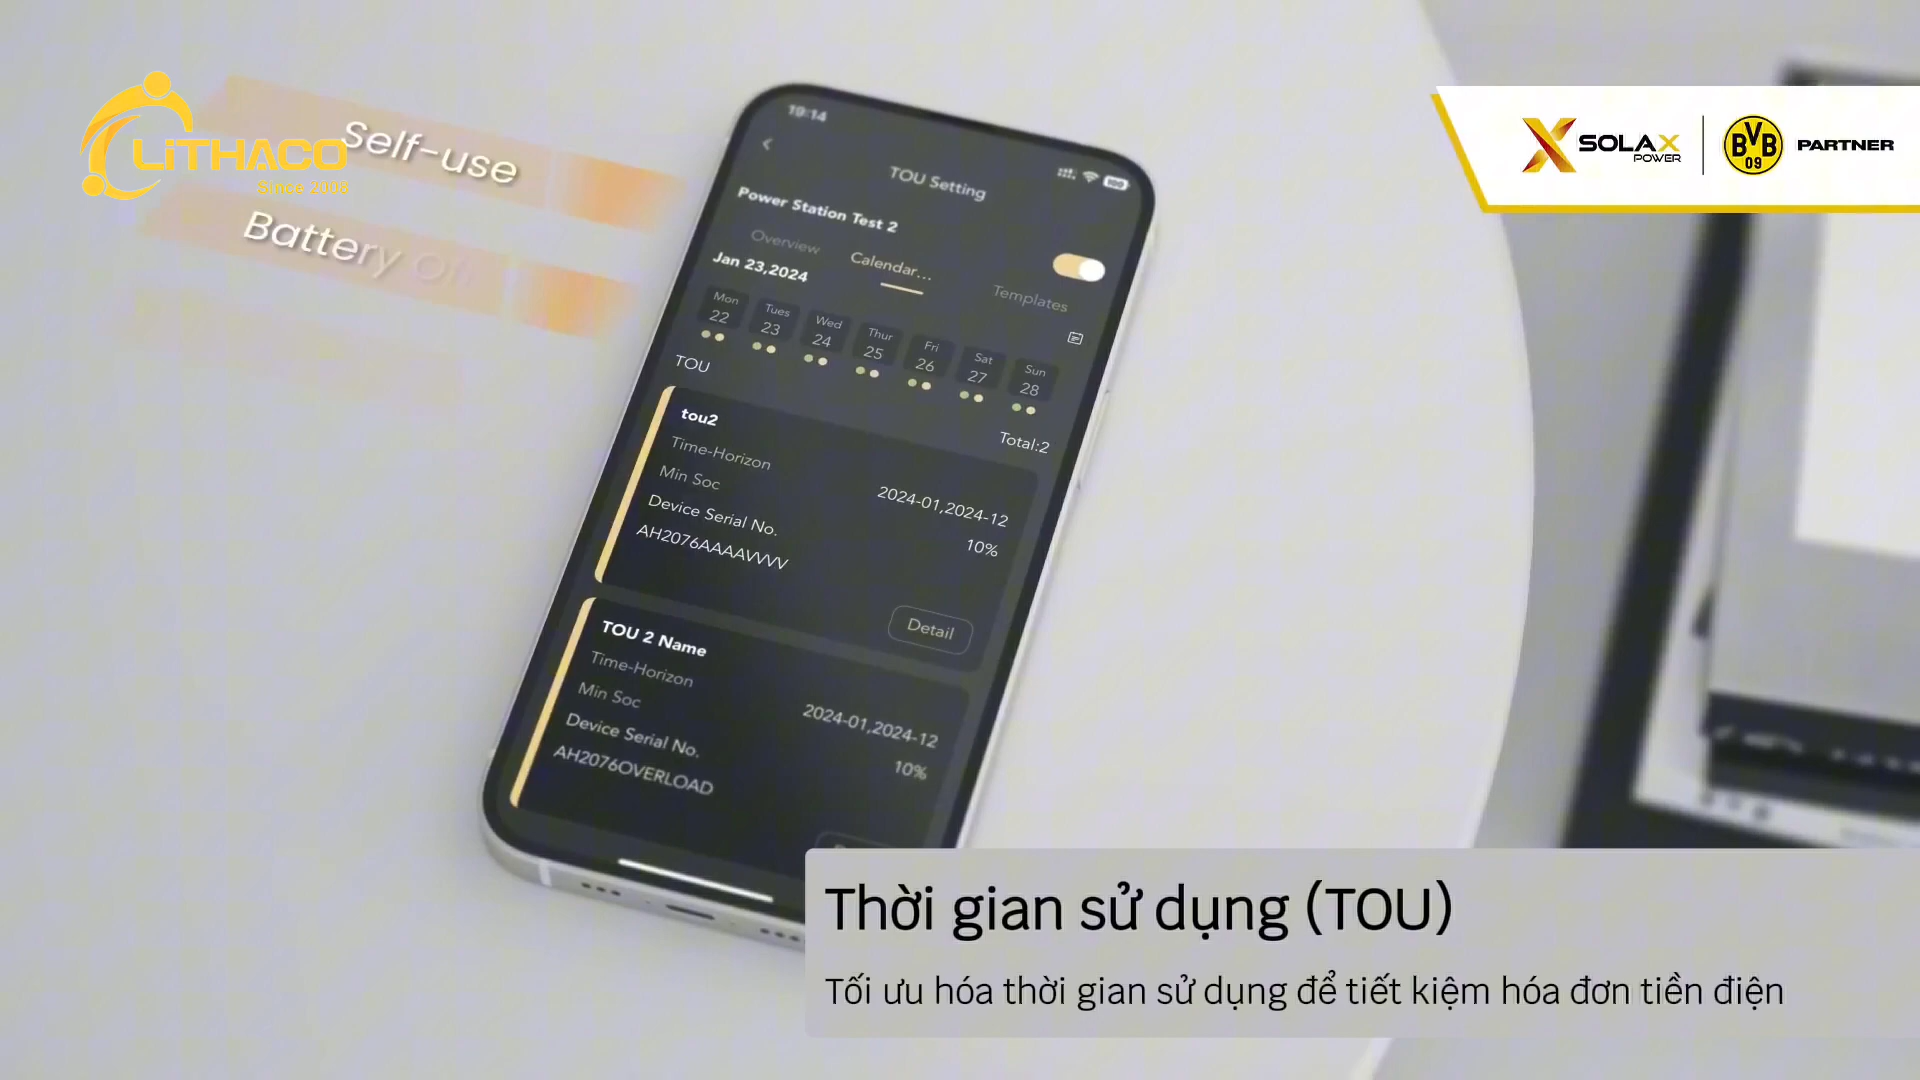 LiTHACO
Since 2008
Self-use
Battery
SOLAX
POWER
BVB
09
PARTNER
19:14
100
TOU Setting
Power Station Test 2
Overview
Calendar...
Templates
Jan 23,2024
Mon Tues Wed Thur Fri Sat Sun
22 23 24 25 26 27 28
TOU
Total:2
tou2
Time-Horizon 2024-01,2024-12
Min Soc 10%
Device Serial No.
AH2076AAAAVVVV
Detail
TOU 2 Name
Time-Horizon 2024-01,2024-12
Min Soc 10%
Device Serial No.
AH2076OVERLOAD
Thời gian sử dụng (TOU)
Tối ưu hóa thời gian sử dụng để tiết kiệm hóa đơn tiền điện